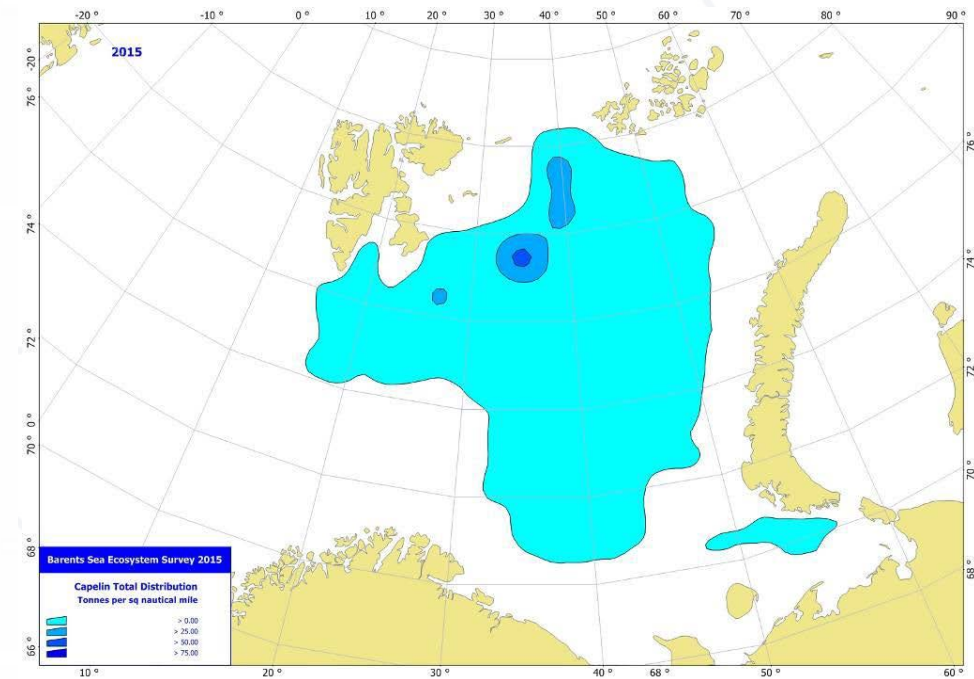 -20 ° -10 ° 0 ° 10 ° 20 ° 30 ° 40 ° 50 ° 60 ° 70 ° 80 ° 90 °
2015
-20 °
76 °
74 °
72 °
70 ° 0 °
68 °
66 °
76 °
74 °
72 °
70 °
68 °
Barents Sea Ecosystem Survey 2015
Capelin Total Distribution
Tonnes per sq nautical mile
> 0.00
> 25.00
> 50.00
> 75.00
10 ° 20 ° 30 ° 40 ° 68 ° 50 ° 60 °